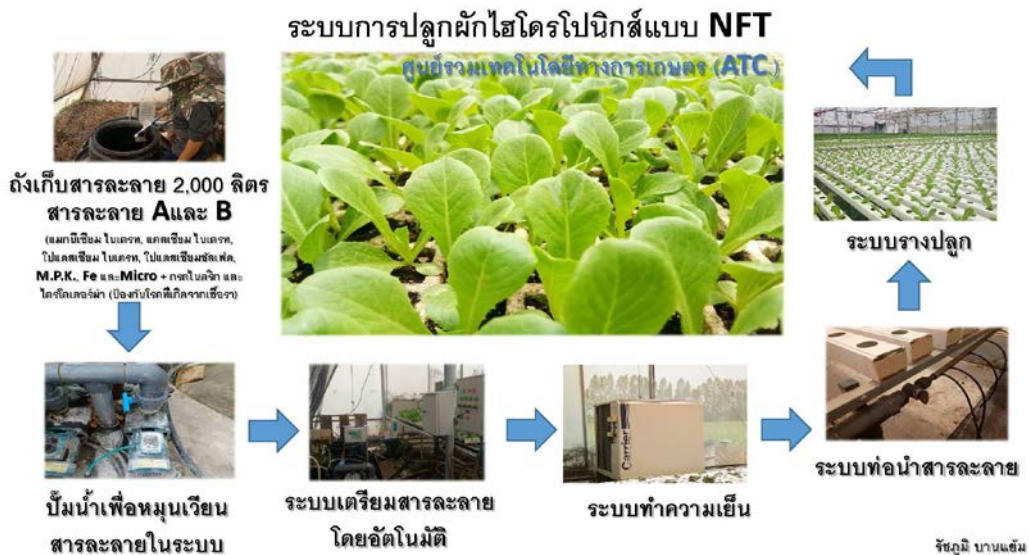 ระบบการปลูกผักไฮโดรโปนิกส์แบบ NFT
ศูนย์รวมเทคโนโลยีทางการเกษตร (ATC.)
ถังเก็บสารละลาย 2,000 ลิตร
สารละลาย Aและ B
(แมกนีเซียม ไนเตรท, แคลเซียม ไนเตรท,
โปแตสเซียม ไนเตรท, โปแตสเซียมซัลเฟต,
M.P.K., Fe และMicro + กรดไนตริก และ
ไตรโคเดอร์ม่า (ป้องกันโรคที่เกิดจากเชื้อรา)
ปั๊มน้ำเพื่อหมุนเวียน
สารละลายในระบบ
ระบบเตรียมสารละลาย
โดยอัตโนมัติ
Carrier
ระบบทำความเย็น
ระบบท่อนำสารละลาย
ระบบรางปลูก
รัชภูมิ บานแย้ม